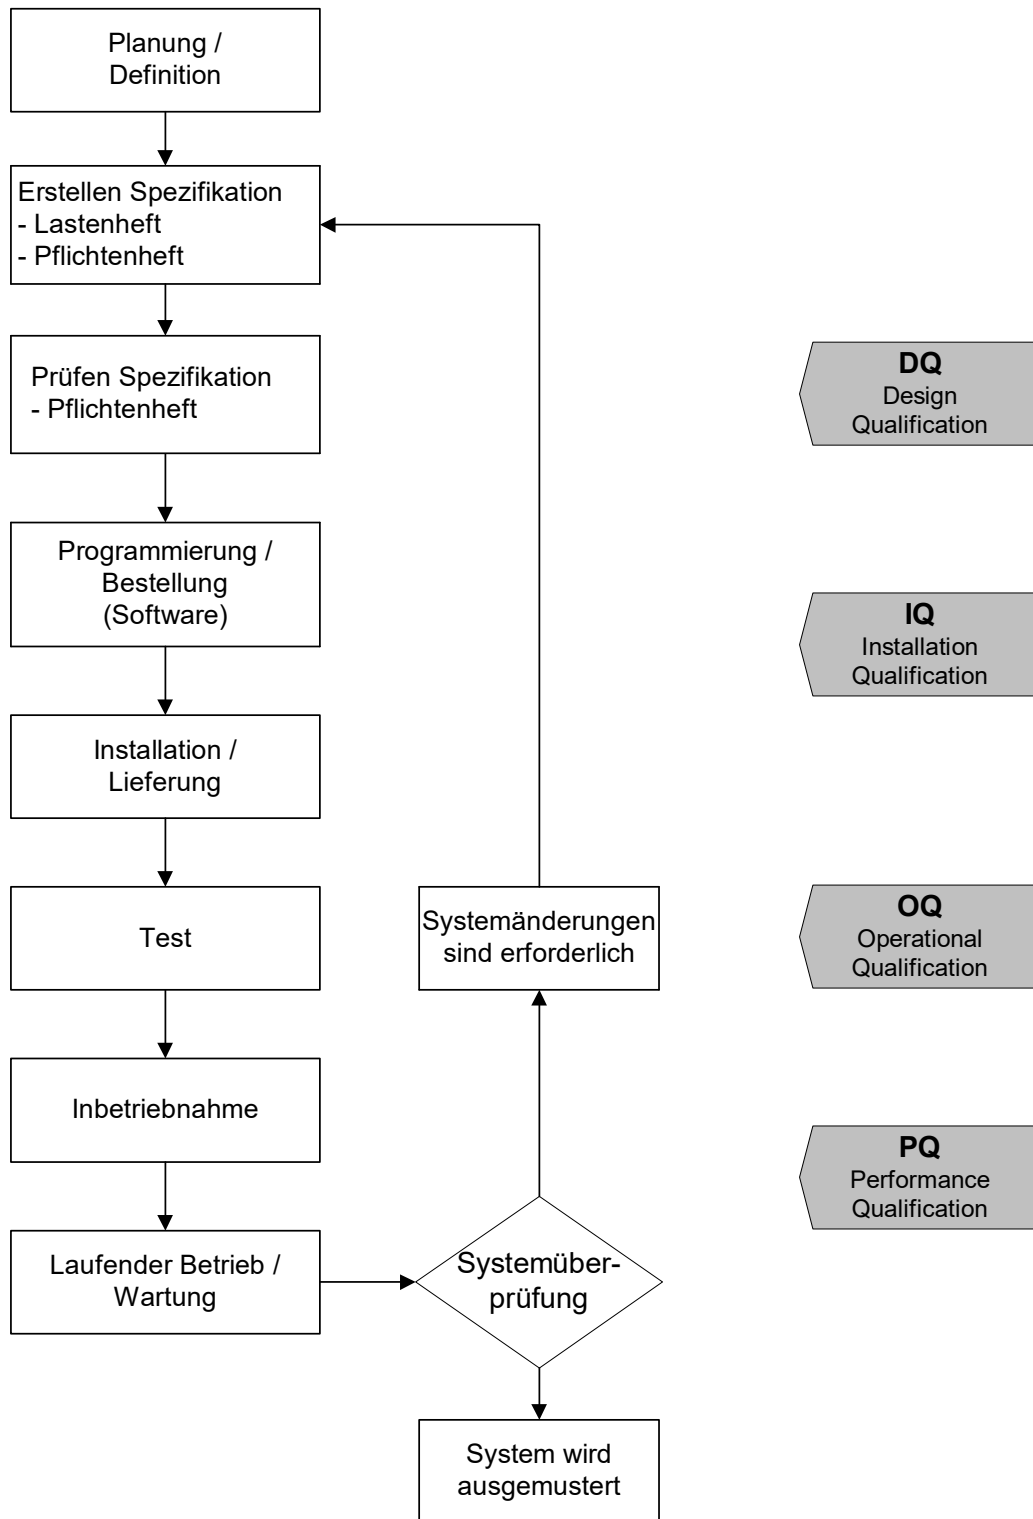 Planung /
Definition
Erstellen Spezifikation
- Lastenheft
- Pflichtenheft
Prüfen Spezifikation
- Pflichtenheft
DQ
Design
Qualification
Programmierung /
Bestellung
(Software)
IQ
Installation
Qualification
Installation /
Lieferung
Test
Systemänderungen
sind erforderlich
OQ
Operational
Qualification
Inbetriebnahme
PQ
Performance
Qualification
Laufender Betrieb /
Wartung
Systemüber-
prüfung
System wird
ausgemustert